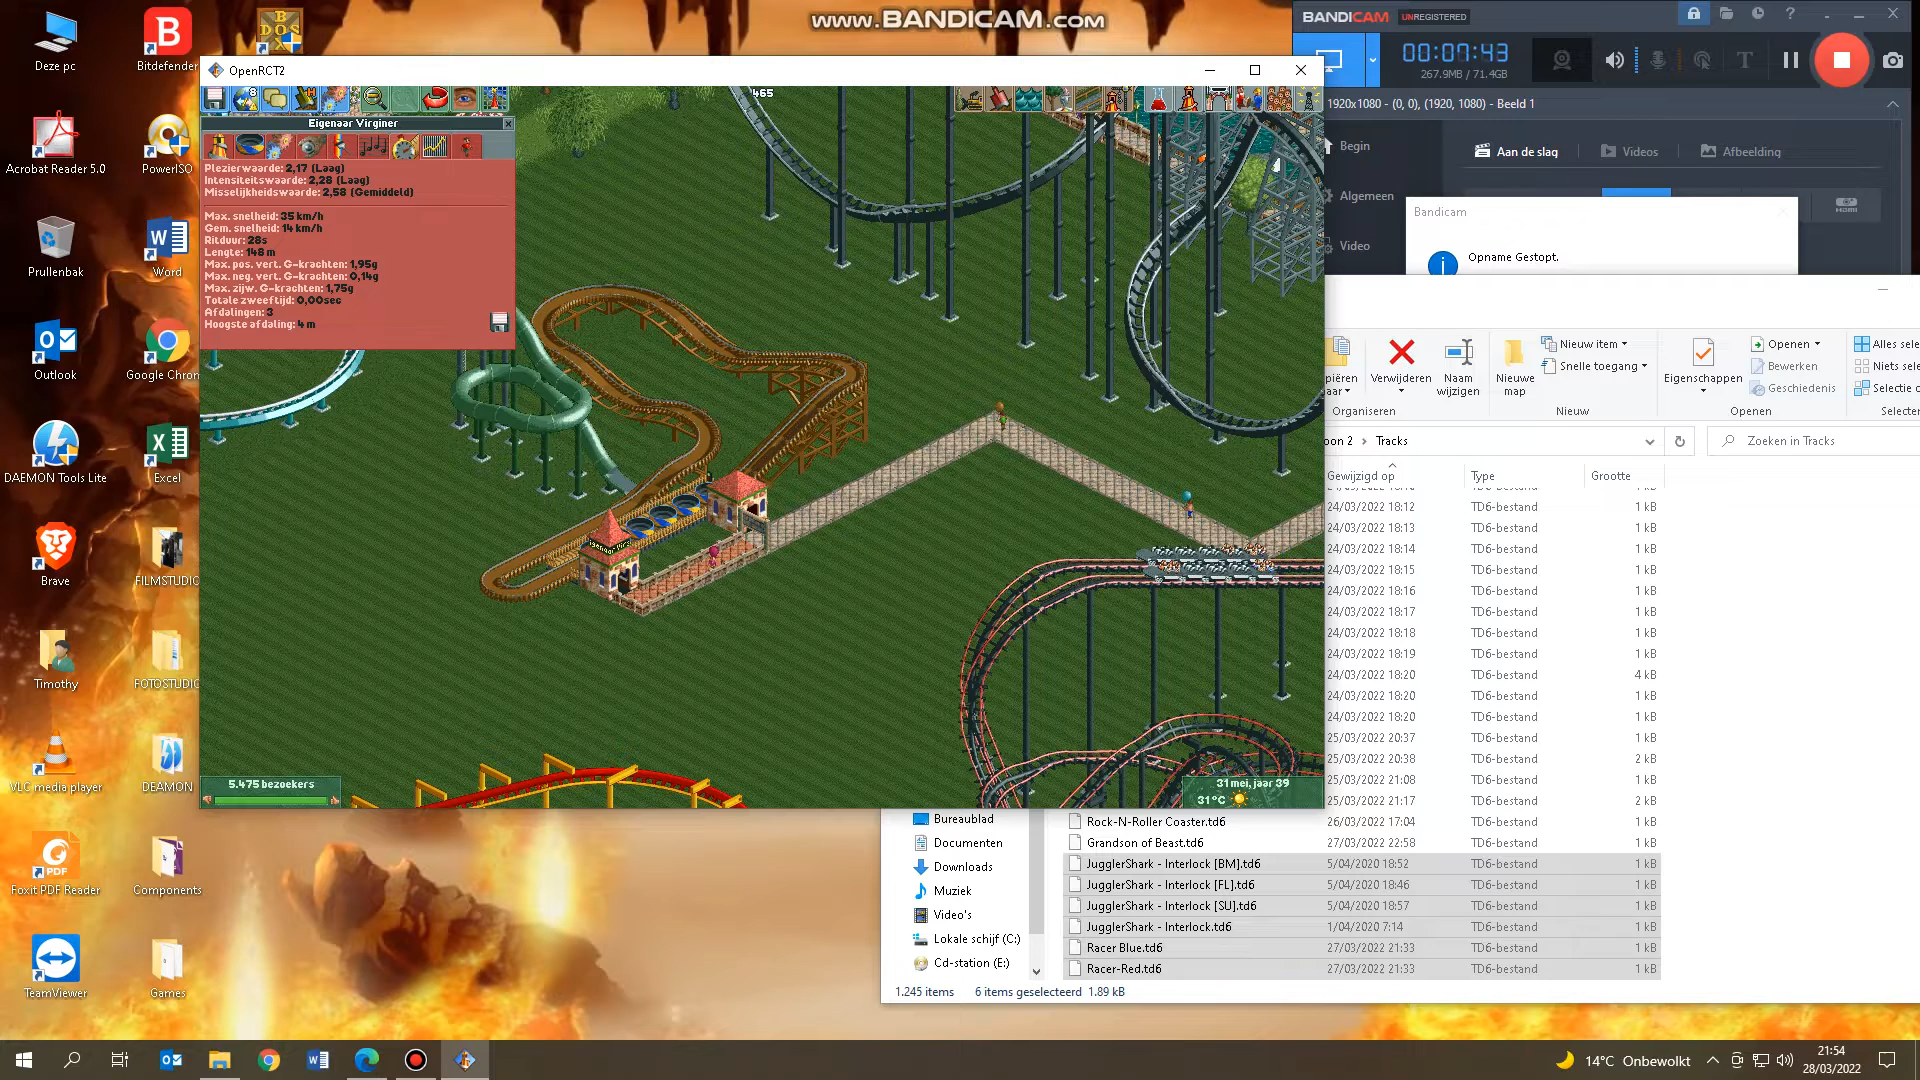 www.BANDICAM.com
Deze pc
Bitdefender
Acrobat Reader 5.0
PowerISO
Prullenbak
Word
Outlook
Google Chron
DAEMON Tools Lite
Excel
Brave
FILMSTUDIO
Timothy
FOTOSTUDIO
VLC media player
DEAMON
Foxit PDF Reader
Components
TeamViewer
Games
OpenRCT2
465
Eigenaar Virginer
Plezierwaarde: 2,17 (Laag)
Intensiteitswaarde: 2,28 (Laag)
Misselijkheidswaarde: 2,58 (Gemiddeld)
Max. snelheid: 35 km/h
Gem. snelheid: 14 km/h
Ritduur: 28s
Lengte: 148 m
Max. pos. vert. G-krachten: 1,95g
Max. neg. vert. G-krachten: 0,14g
Max. zijw. G-krachten: 1,75g
Totale zweeftijd: 0,00sec
Afdalingen: 3
Hoogste afdaling: 4 m
5.475 bezoekers
31 mei, jaar 39
31°C
BANDICAM UNREGISTERED
00:07:43
267.9MB / 71.4GB
1920x1080 - (0, 0), (1920, 1080) - Beeld 1
Begin
Algemeen
Video
Aan de slag
Videos
Afbeelding
HDMI
Bandicam
Opname Gestopt.
piëren
aar
Verwijderen
Naam
wijzigen
Nieuwe
map
Nieuw item
Snelle toegang
Eigenschappen
Openen
Bewerken
Geschiedenis
Alles sele
Niets sele
Selectie o
Organiseren
Nieuw
Openen
Selecter
oon 2 > Tracks
Zoeken in Tracks
Gewijzigd op Type Grootte
24/03/2022 18:12 TD6-bestand 1 kB
24/03/2022 18:13 TD6-bestand 1 kB
24/03/2022 18:14 TD6-bestand 1 kB
24/03/2022 18:15 TD6-bestand 1 kB
24/03/2022 18:16 TD6-bestand 1 kB
24/03/2022 18:17 TD6-bestand 1 kB
24/03/2022 18:18 TD6-bestand 1 kB
24/03/2022 18:19 TD6-bestand 1 kB
24/03/2022 18:20 TD6-bestand 4 kB
24/03/2022 18:20 TD6-bestand 1 kB
24/03/2022 18:20 TD6-bestand 1 kB
25/03/2022 20:37 TD6-bestand 1 kB
25/03/2022 20:38 TD6-bestand 2 kB
25/03/2022 21:08 TD6-bestand 1 kB
25/03/2022 21:17 TD6-bestand 2 kB
Rock-N-Roller Coaster.td6 26/03/2022 17:04 TD6-bestand 1 kB
Grandson of Beast.td6 27/03/2022 22:58 TD6-bestand 1 kB
JugglerShark - Interlock [BM].td6 5/04/2020 18:52 TD6-bestand 1 kB
JugglerShark - Interlock [FL].td6 5/04/2020 18:46 TD6-bestand 1 kB
JugglerShark - Interlock [SU].td6 5/04/2020 18:57 TD6-bestand 1 kB
JugglerShark - Interlock.td6 1/04/2020 7:14 TD6-bestand 1 kB
Racer Blue.td6 27/03/2022 21:33 TD6-bestand 1 kB
Racer-Red.td6 27/03/2022 21:33 TD6-bestand 1 kB
Bureaublad
Documenten
Downloads
Muziek
Video's
Lokale schijf (C:)
Cd-station (E:)
1.245 items 6 items geselecteerd 1.89 kB
14°C Onbewolkt
21:54
28/03/2022